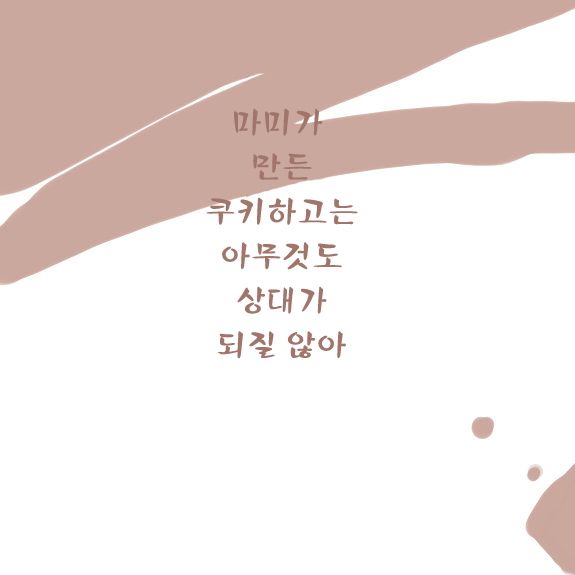 마미가
만든
쿠키하고는
아무것도
상대가
되질 않아